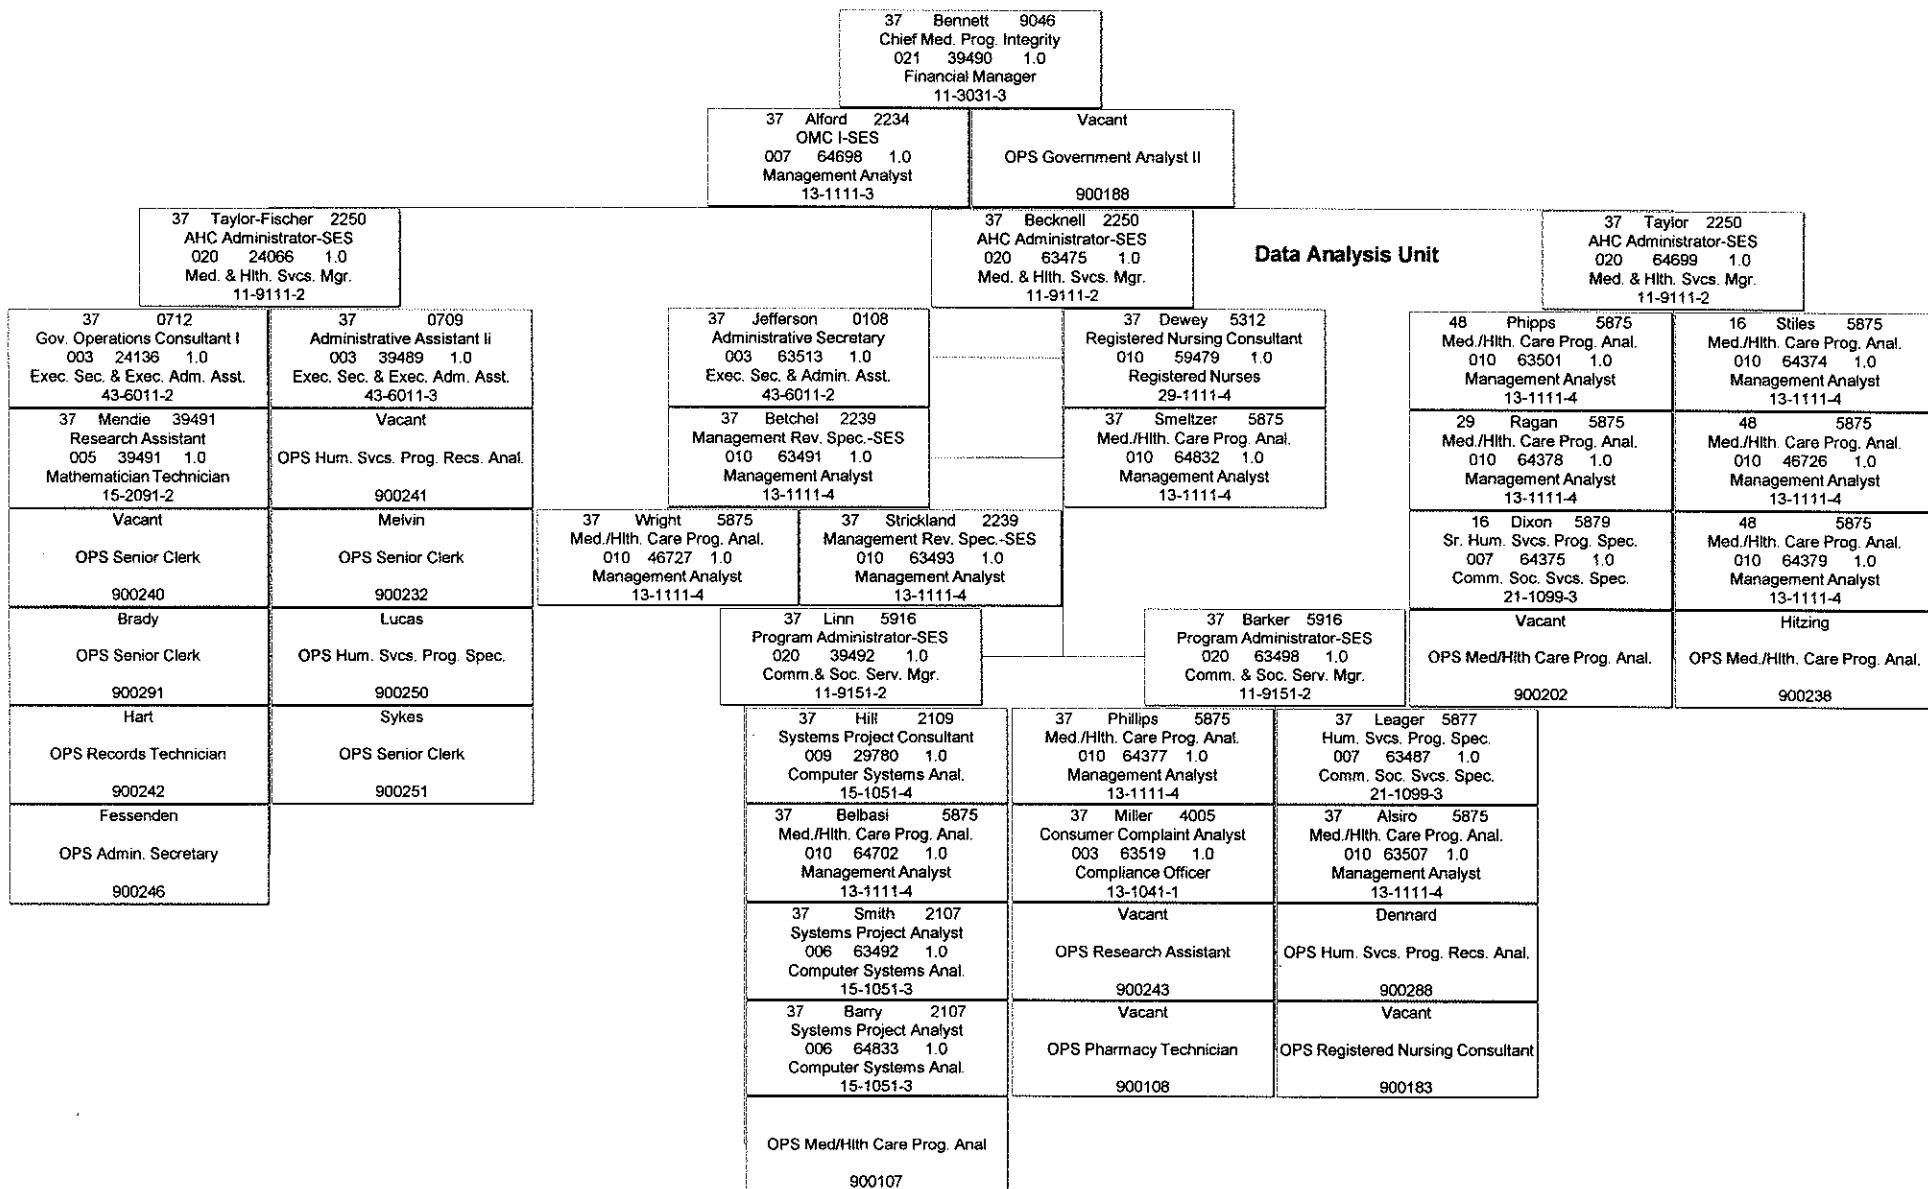 37 Bennett 9046
Chief Med. Prog. Integrity
021 39490 1.0
Financial Manager
11-3031-3
37 Alford 2234
OMC I-SES
007 64698 1.0
Management Analyst
13-1111-3
Vacant
OPS Government Analyst II
900188
37 Taylor-Fischer 2250
AHC Administrator-SES
020 24066 1.0
Med. & Hlth. Svcs. Mgr.
11-9111-2
37 Becknell 2250
AHC Administrator-SES
020 63475 1.0
Med. & Hlth. Svcs. Mgr.
11-9111-2
Data Analysis Unit
37 Taylor 2250
AHC Administrator-SES
020 64699 1.0
Med. & Hlth. Svcs. Mgr.
11-9111-2
37 0712
Gov. Operations Consultant I
003 24136 1.0
Exec. Sec. & Exec. Adm. Asst.
43-6011-2
37 0709
Administrative Assistant Ii
003 39489 1.0
Exec. Sec. & Exec. Adm. Asst.
43-6011-3
37 Mendie 39491
Research Assistant
005 39491 1.0
Mathematician Technician
15-2091-2
Vacant
OPS Hum. Svcs. Prog. Recs. Anal.
900241
Vacant
OPS Senior Clerk
900240
Melvin
OPS Senior Clerk
900232
Brady
OPS Senior Clerk
900291
Lucas
OPS Hum. Svcs. Prog. Spec.
900250
Hart
OPS Records Technician
900242
Sykes
OPS Senior Clerk
900251
Fessenden
OPS Admin. Secretary
900246
37 Jefferson 0108
Administrative Secretary
003 63513 1.0
Exec. Sec. & Admin. Asst.
43-6011-2
37 Dewey 5312
Registered Nursing Consultant
010 59479 1.0
Registered Nurses
29-1111-4
37 Betchel 2239
Management Rev. Spec.-SES
010 63491 1.0
Management Analyst
13-1111-4
37 Smeltzer 5875
Med./Hlth. Care Prog. Anal.
010 64832 1.0
Management Analyst
13-1111-4
37 Wright 5875
Med./Hlth. Care Prog. Anal.
010 46727 1.0
Management Analyst
13-1111-4
37 Strickland 2239
Management Rev. Spec.-SES
010 63493 1.0
Management Analyst
13-1111-4
37 Linn 5916
Program Administrator-SES
020 39492 1.0
Comm.& Soc. Serv. Mgr.
11-9151-2
37 Barker 5916
Program Administrator-SES
020 63498 1.0
Comm. & Soc. Serv. Mgr.
11-9151-2
37 Hill 2109
Systems Project Consultant
009 29780 1.0
Computer Systems Anal.
15-1051-4
37 Phillips 5875
Med./Hlth. Care Prog. Anal.
010 64377 1.0
Management Analyst
13-1111-4
37 Leager 5877
Hum. Svcs. Prog. Spec.
007 63487 1.0
Comm. Soc. Svcs. Spec.
21-1099-3
37 Belbasi 5875
Med./Hlth. Care Prog. Anal.
010 64702 1.0
Management Analyst
13-1111-4
37 Miller 4005
Consumer Complaint Analyst
003 63519 1.0
Compliance Officer
13-1041-1
37 Alsiro 5875
Med./Hlth. Care Prog. Anal.
010 63507 1.0
Management Analyst
13-1111-4
37 Smith 2107
Systems Project Analyst
006 63492 1.0
Computer Systems Anal.
15-1051-3
Vacant
OPS Research Assistant
900243
Dennard
OPS Hum. Svcs. Prog. Recs. Anal.
900288
37 Barry 2107
Systems Project Analyst
006 64833 1.0
Computer Systems Anal.
15-1051-3
Vacant
OPS Pharmacy Technician
900108
Vacant
OPS Registered Nursing Consultant
900183
OPS Med/Hlth Care Prog. Anal
900107
48 Phipps 5875
Med./Hlth. Care Prog. Anal.
010 63501 1.0
Management Analyst
13-1111-4
16 Stiles 5875
Med./Hlth. Care Prog. Anal.
010 64374 1.0
Management Analyst
13-1111-4
29 Ragan 5875
Med./Hlth. Care Prog. Anal.
010 64378 1.0
Management Analyst
13-1111-4
48 5875
Med./Hlth. Care Prog. Anal.
010 46726 1.0
Management Analyst
13-1111-4
16 Dixon 5879
Sr. Hum. Svcs. Prog. Spec.
007 64375 1.0
Comm. Soc. Svcs. Spec.
21-1099-3
48 5875
Med./Hlth. Care Prog. Anal.
010 64379 1.0
Management Analyst
13-1111-4
Vacant
OPS Med/Hlth Care Prog. Anal.
900202
Hitzing
OPS Med./Hlth. Care Prog. Anal.
900238